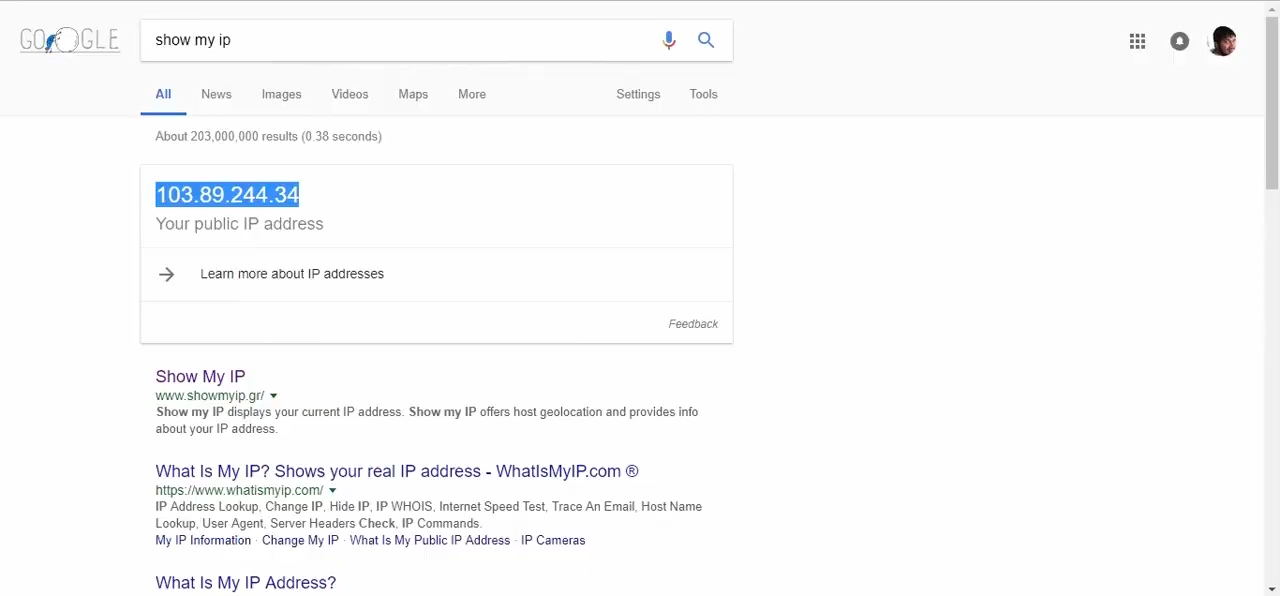 GOOGLE
show my ip
All News Images Videos Maps More Settings Tools
About 203,000,000 results (0.38 seconds)
103.89.244.34
Your public IP address
Learn more about IP addresses
Feedback
Show My IP
www.showmyip.gr/
Show my IP displays your current IP address. Show my IP offers host geolocation and provides info
about your IP address.
What Is My IP? Shows your real IP address - WhatIsMyIP.com ®
https://www.whatismyip.com/
IP Address Lookup, Change IP, Hide IP, IP WHOIS, Internet Speed Test, Trace An Email, Host Name
Lookup, User Agent, Server Headers Check, IP Commands.
My IP Information · Change My IP · What Is My Public IP Address · IP Cameras
What Is My IP Address?